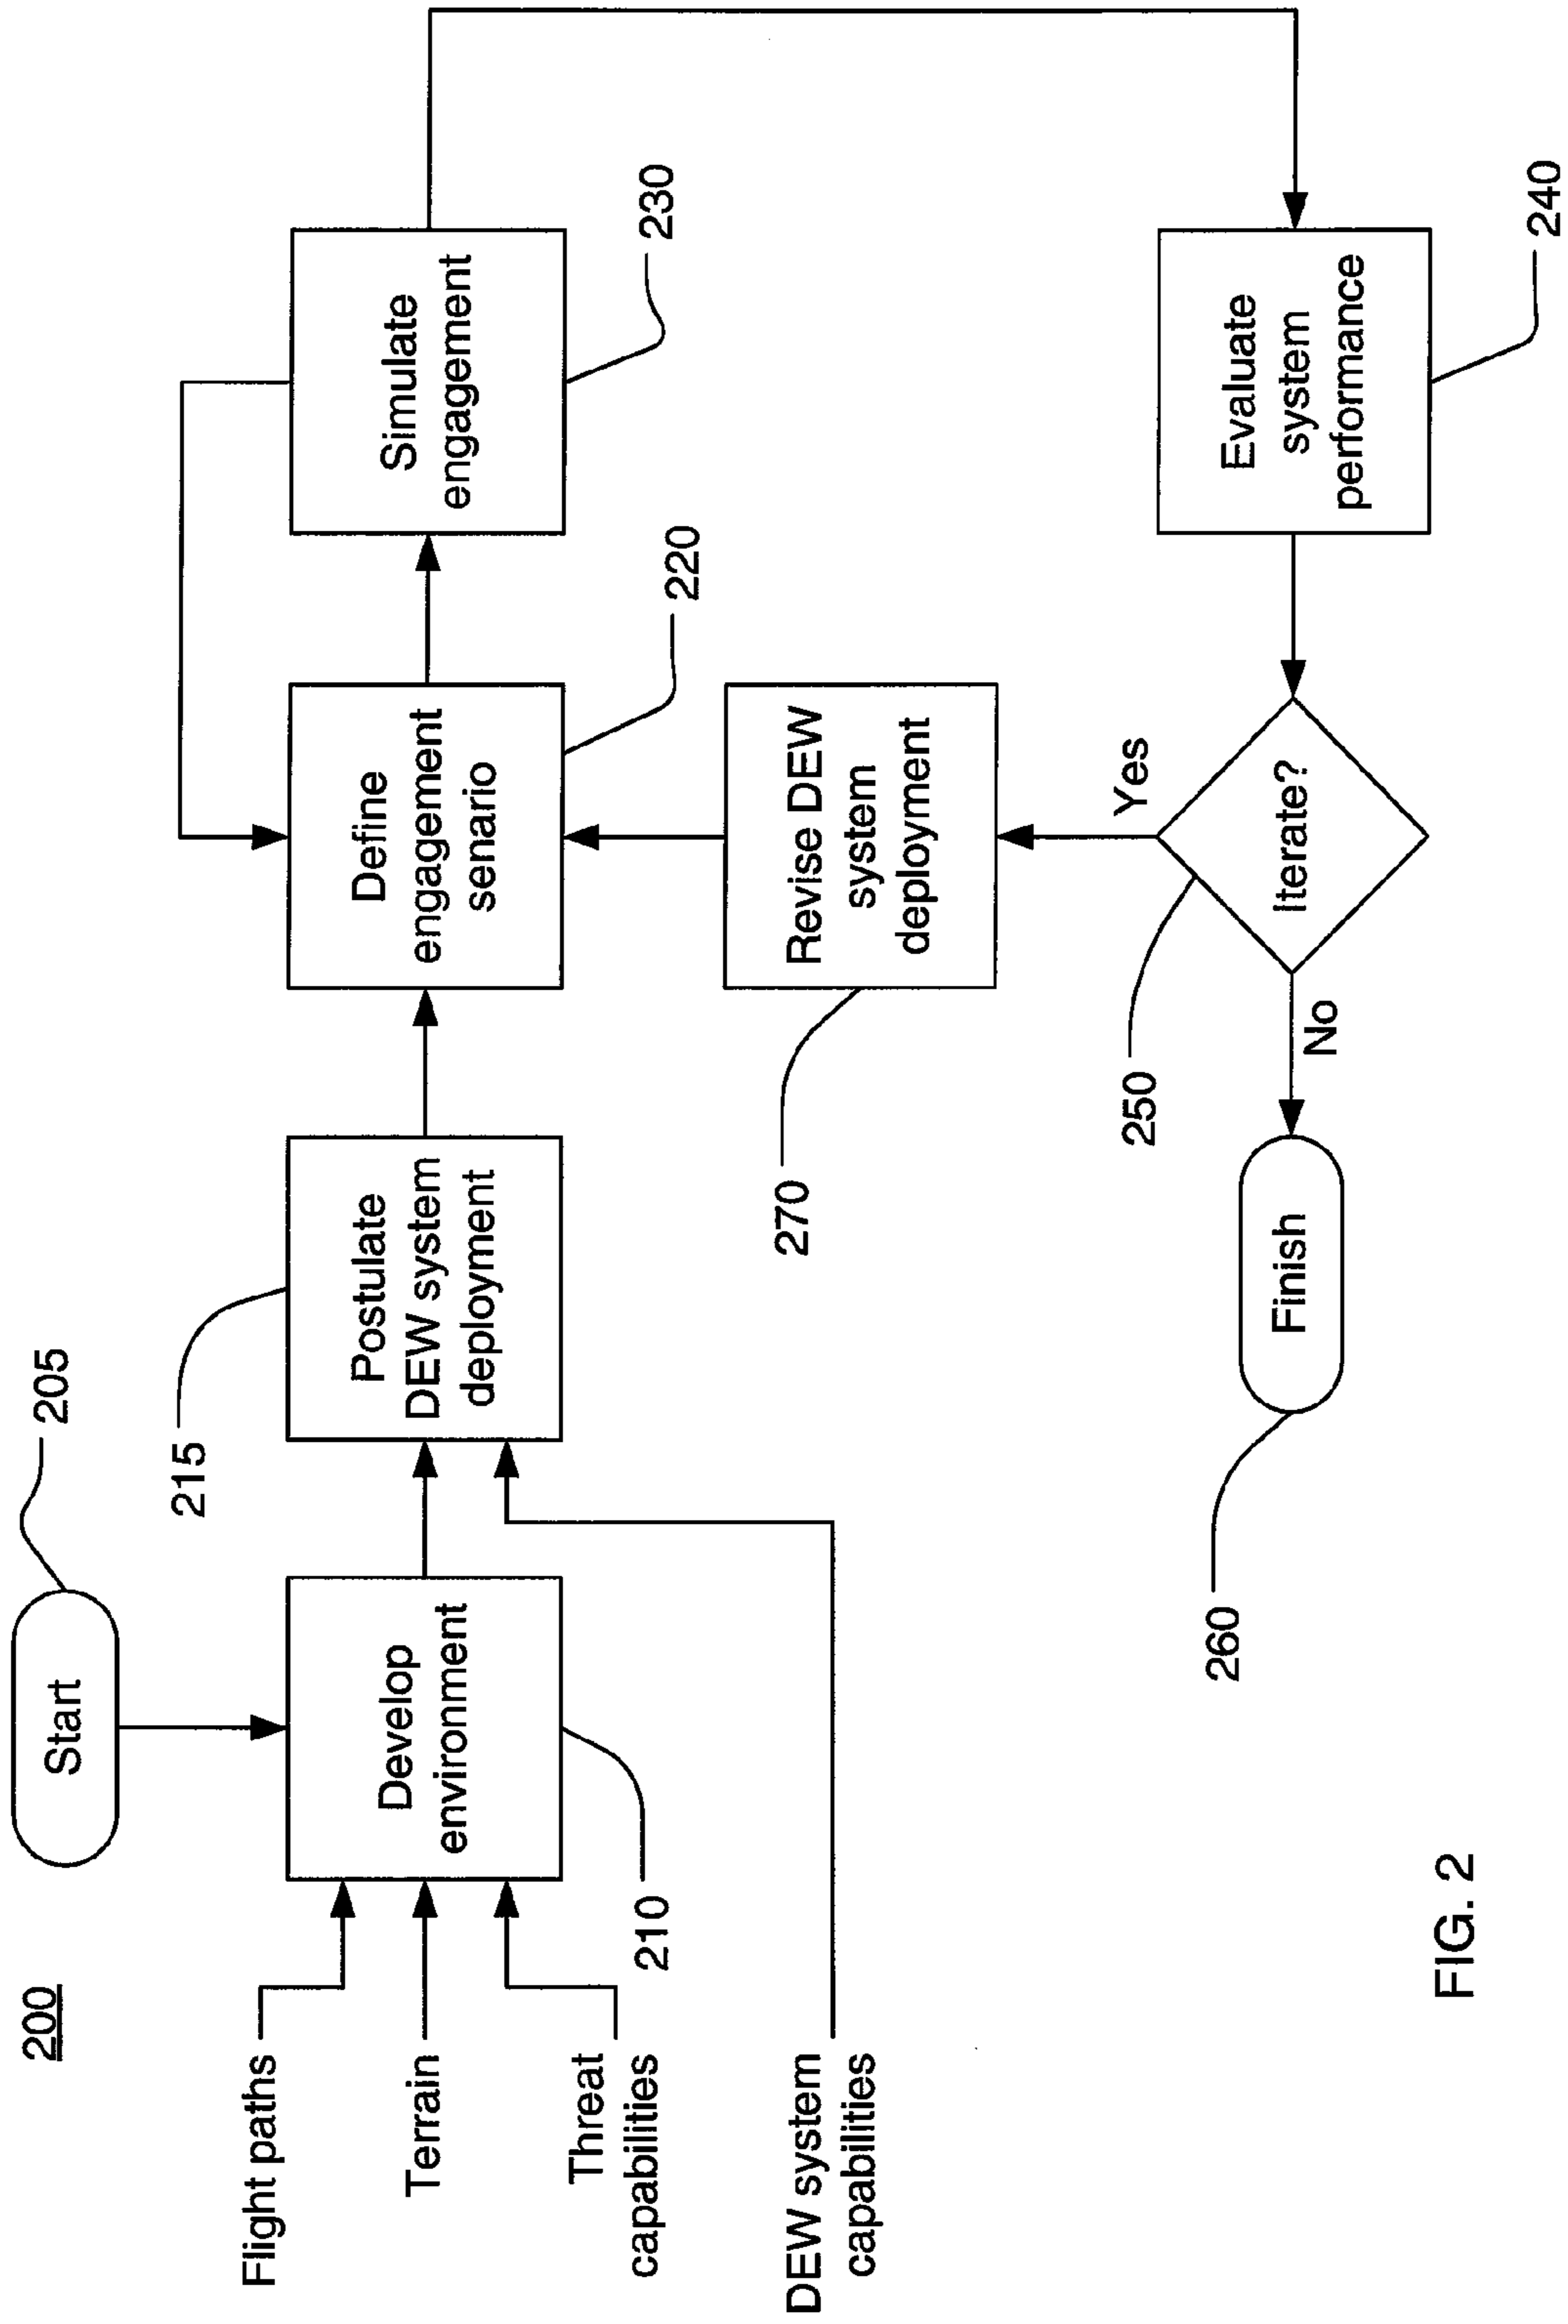 200
Start
205
Flight paths
Terrain
Threat
capabilities
DEW system
capabilities
Develop
environment
210
215
Postulate
DEW system
deployment
Define
engagement
senario
220
Simulate
engagement
230
Revise DEW
system
deployment
270
Evaluate
system
performance
240
Iterate?
250
Yes
No
Finish
260
FIG. 2